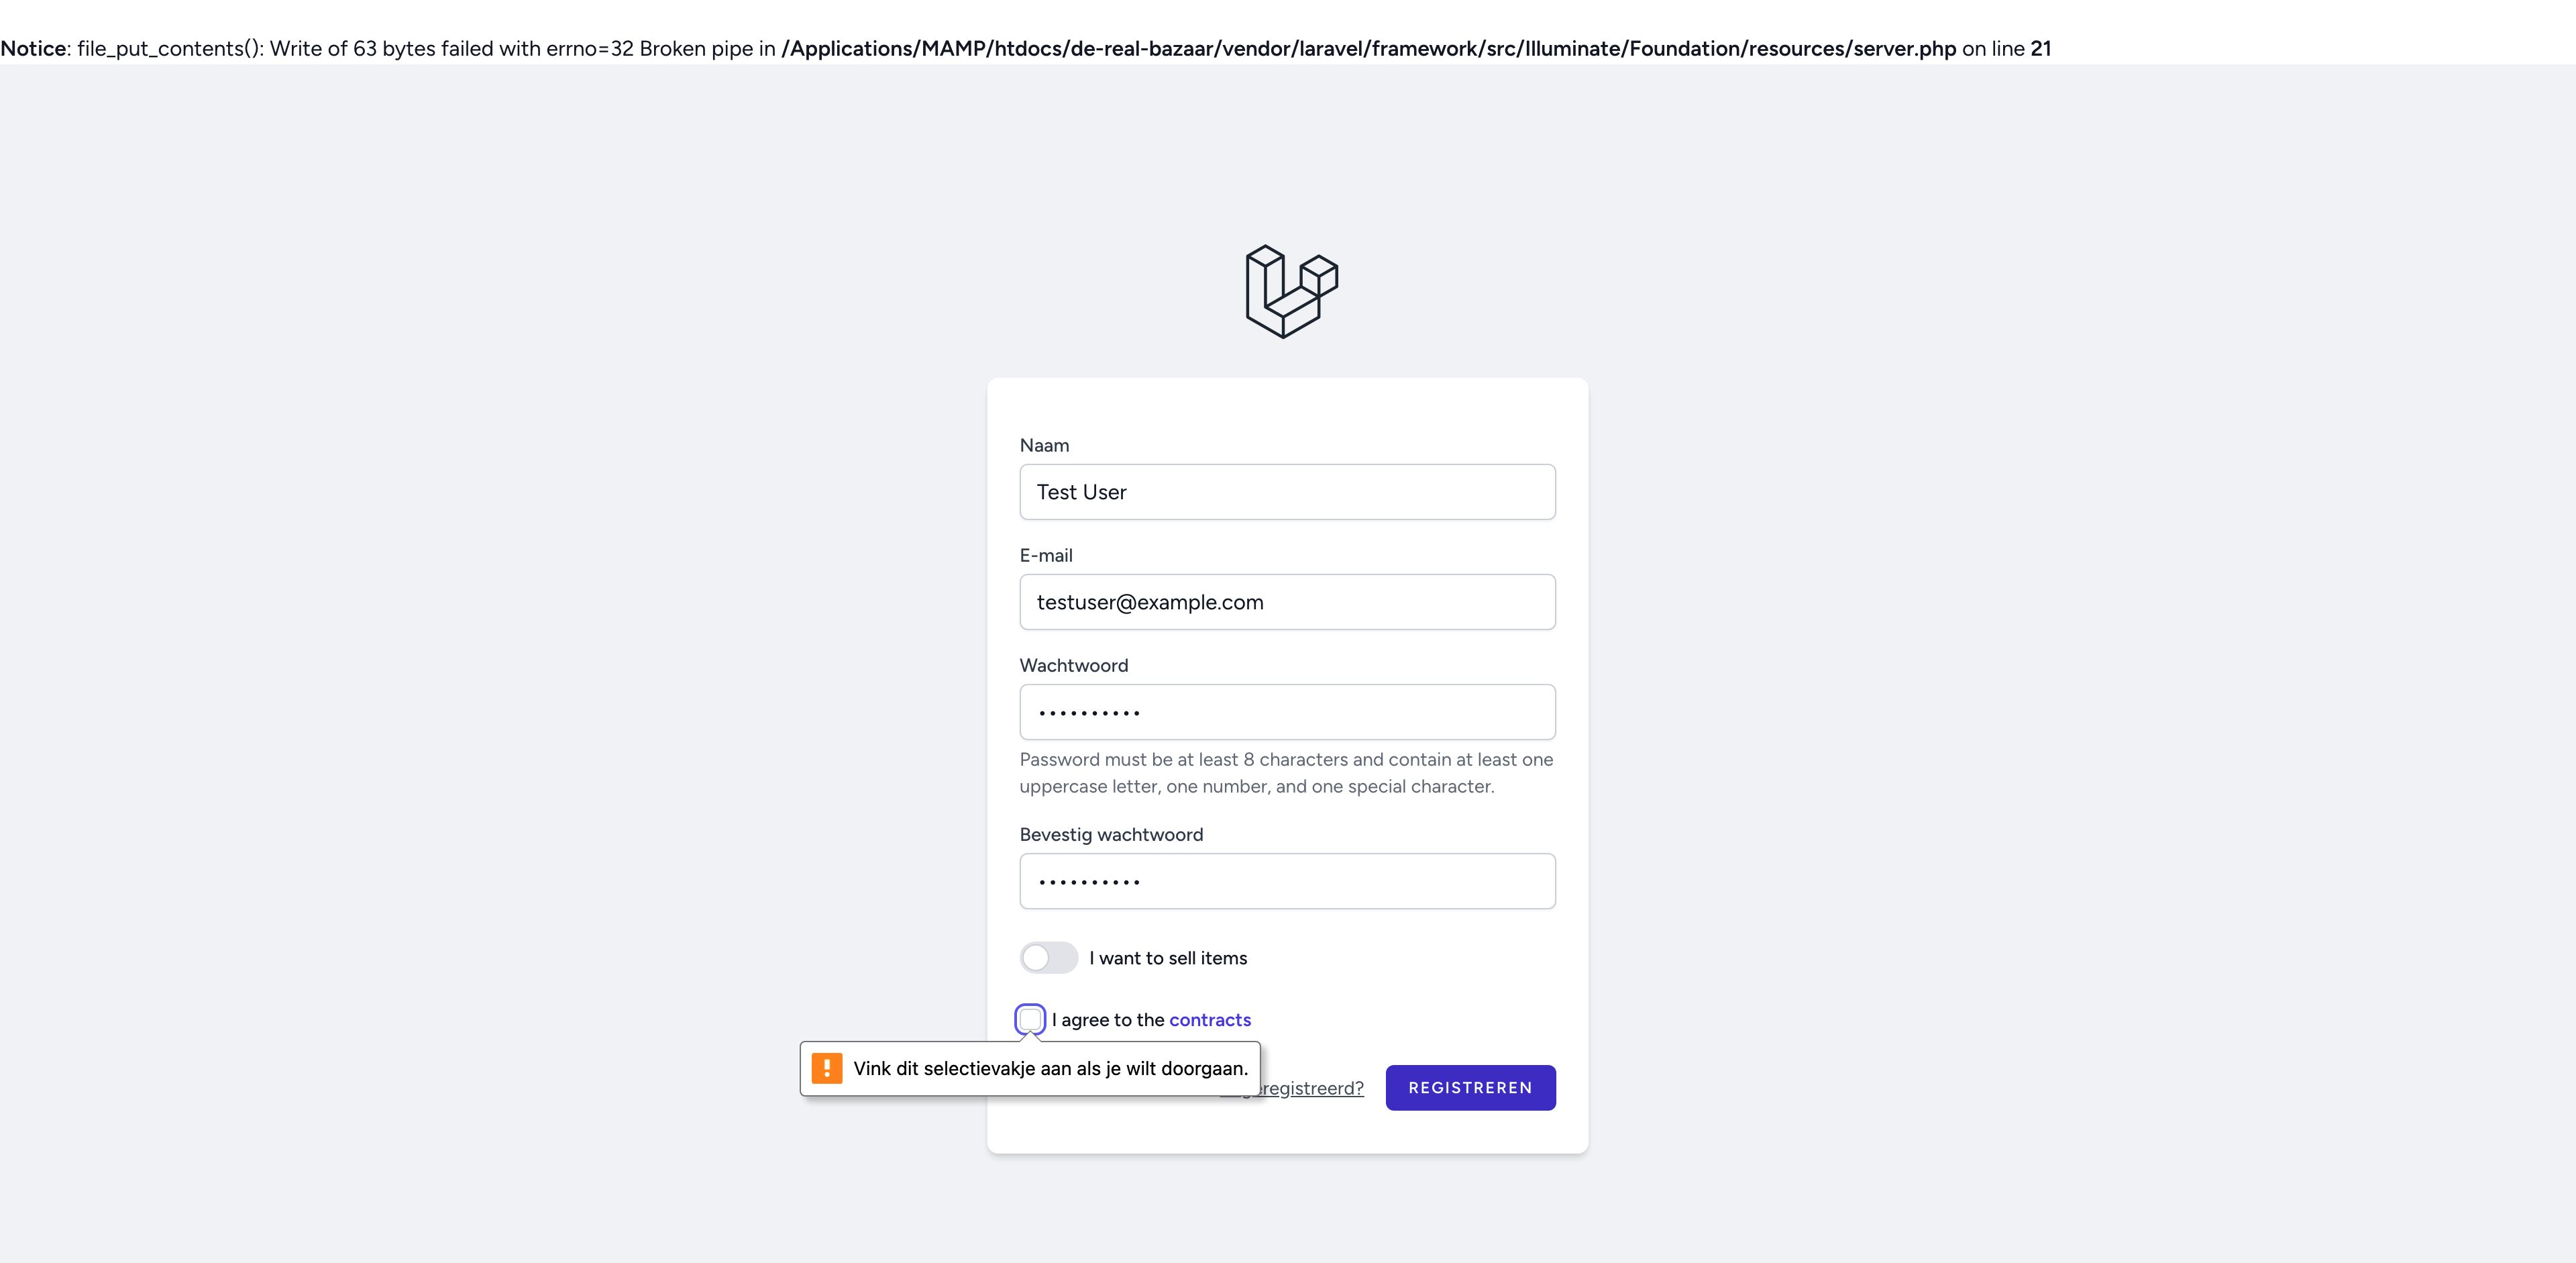 Notice: file_put_contents(): Write of 63 bytes failed with errno=32 Broken pipe in /Applications/MAMP/htdocs/de-real-bazaar/vendor/laravel/framework/src/Illuminate/Foundation/resources/server.php on line 21
Naam
Test User
E-mail
testuser@example.com
Wachtwoord
••••••••••
Password must be at least 8 characters and contain at least one
uppercase letter, one number, and one special character.
Bevestig wachtwoord
••••••••••
I want to sell items
I agree to the contracts
Vink dit selectievakje aan als je wilt doorgaan.
REGISTREREN